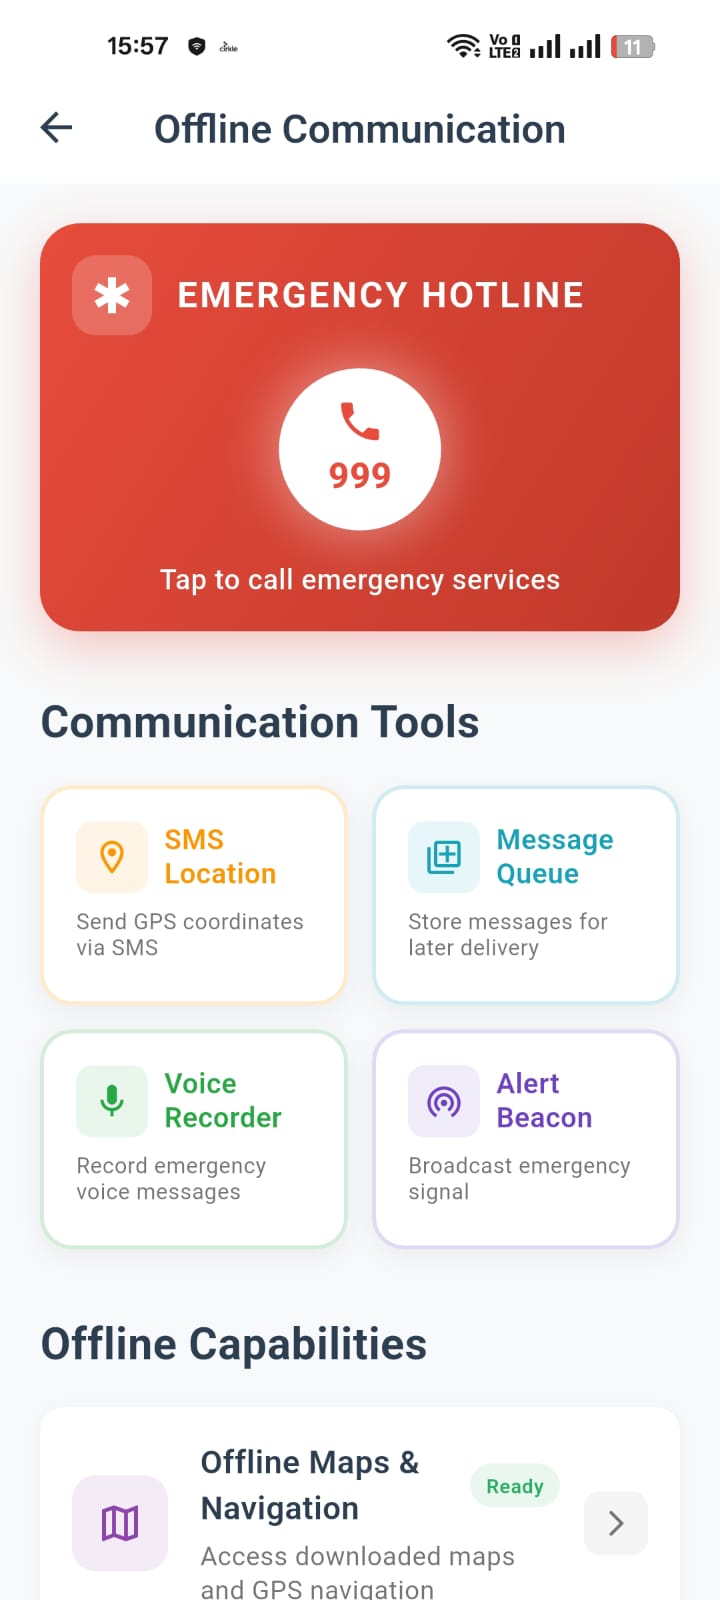 15:57
cirkle
Vo 1
LTE2
11
Offline Communication
EMERGENCY HOTLINE
999
Tap to call emergency services
Communication Tools
SMS
Location
Send GPS coordinates
via SMS
Message
Queue
Store messages for
later delivery
Voice
Recorder
Record emergency
voice messages
Alert
Beacon
Broadcast emergency
signal
Offline Capabilities
Offline Maps &
Navigation
Ready
Access downloaded maps
and GPS navigation